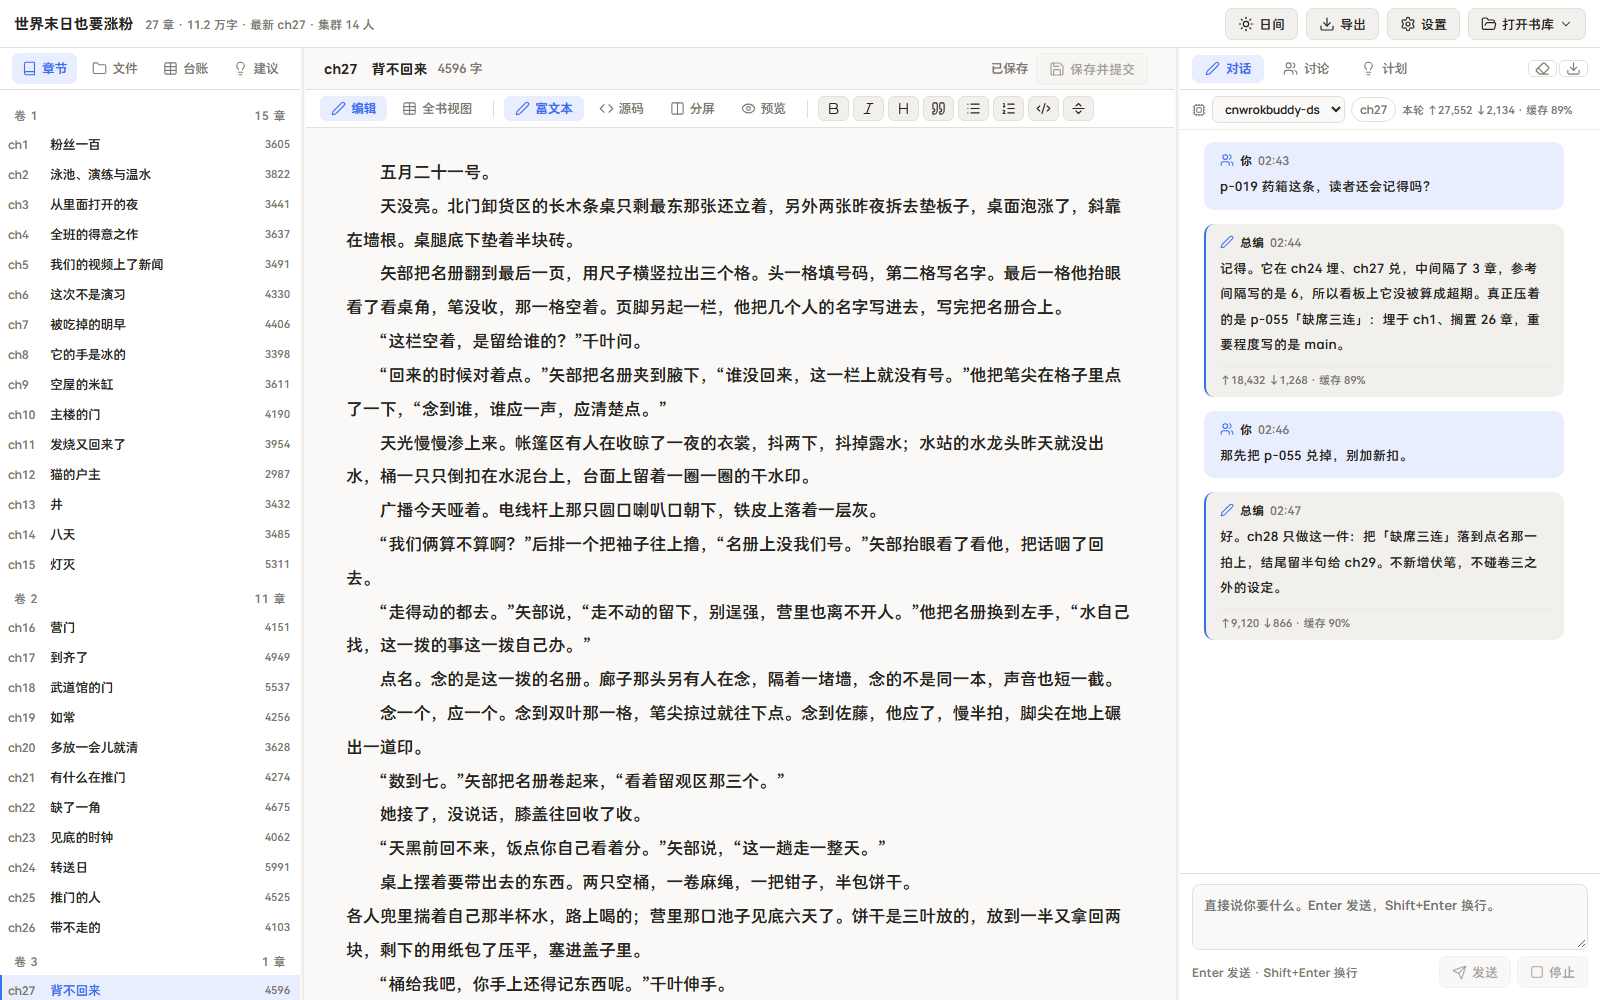 世界末日也要涨粉 27 章 · 11.2 万字 · 最新 ch27 · 集群 14 人
日间 导出 设置 打开书库
章节 文件 台账 建议
卷 1 15 章
ch1 粉丝一百 3605
ch2 泳池、演练与温水 3822
ch3 从里面打开的夜 3441
ch4 全班的得意之作 3637
ch5 我们的视频上了新闻 3491
ch6 这次不是演习 4330
ch7 被吃掉的明早 4406
ch8 它的手是冰的 3398
ch9 空屋的米缸 3611
ch10 主楼的门 4190
ch11 发烧又回来了 3954
ch12 猫的户主 2987
ch13 井 3432
ch14 八天 3485
ch15 灯灭 5311
卷 2 11 章
ch16 营门 4151
ch17 到齐了 4949
ch18 武道馆的门 5537
ch19 如常 4256
ch20 多放一会儿就清 3628
ch21 有什么在推门 4274
ch22 缺了一角 4675
ch23 见底的时钟 4062
ch24 转送日 5991
ch25 推门的人 4525
ch26 带不走的 4103
卷 3 1 章
ch27 背不回来 4596
ch27 背不回来 4596 字
已保存 保存并提交
编辑 全书视图 富文本 源码 分屏 预览
五月二十一号。
天没亮。北门卸货区的长木条桌只剩最东那张还立着，另外两张昨夜拆去垫板子，桌面泡涨了，斜靠
在墙根。桌腿底下垫着半块砖。
矢部把名册翻到最后一页，用尺子横竖拉出三个格。头一格填号码，第二格写名字。最后一格他抬眼
看了看桌角，笔没收，那一格空着。页脚另起一栏，他把几个人的名字写进去，写完把名册合上。
“这栏空着，是留给谁的？”千叶问。
“回来的时候对着点。”矢部把名册夹到腋下，“谁没回来，这一栏上就没有号。”他把笔尖在格子里点
了一下，“念到谁，谁应一声，应清楚点。”
天光慢慢渗上来。帐篷区有人在收晾了一夜的衣裳，抖两下，抖掉露水；水站的水龙头昨天就没出
水，桶一只只倒扣在水泥台上，台面上留着一圈一圈的干水印。
广播今天哑着。电线杆上那只圆口喇叭口朝下，铁皮上落着一层灰。
“我们俩算不算啊？”后排一个把袖子往上撸，“名册上没我们号。”矢部抬眼看了看他，把话咽了回
去。
“走得动的都去。”矢部说，“走不动的留下，别逞强，营里也离不开人。”他把名册换到左手，“水自己
找，这一拨的事这一拨自己办。”
点名。念的是这一拨的名册。廊子那头另有人在念，隔着一堵墙，念的不是同一本，声音也短一截。
念一个，应一个。念到双叶那一格，笔尖掠过就往下点。念到佐藤，他应了，慢半拍，脚尖在地上碾
出一道印。
“数到七。”矢部把名册卷起来，“看着留观区那三个。”
她接了，没说话，膝盖往回收了收。
“天黑前回不来，饭点你自己看着分。”矢部说，“这一趟走一整天。”
桌上摆着要带出去的东西。两只空桶，一卷麻绳，一把钳子，半包饼干。
各人兜里揣着自己那半杯水，路上喝的；营里那口池子见底六天了。饼干是三叶放的，放到一半又拿回两
块，剩下的用纸包了压平，塞进盖子里。
“桶给我吧，你手上还得记东西呢。”千叶伸手。
对话 讨论 计划
cnwrokbuddy-ds ch27 本轮 ↑27,552 ↓2,134 · 缓存 89%
你 02:43
p-019 药箱这条，读者还会记得吗？
总编 02:44
记得。它在 ch24 埋、ch27 兑，中间隔了 3 章，参考
间隔写的是 6，所以看板上它没被算成超期。真正压着
的是 p-055「缺席三连」：埋于 ch1、搁置 26 章，重
要程度写的是 main。
↑18,432 ↓1,268 · 缓存 89%
你 02:46
那先把 p-055 兑掉，别加新扣。
总编 02:47
好。ch28 只做这一件：把「缺席三连」落到点名那一
拍上，结尾留半句给 ch29。不新增伏笔，不碰卷三之
外的设定。
↑9,120 ↓866 · 缓存 90%
直接说你要什么。Enter 发送，Shift+Enter 换行。
Enter 发送 · Shift+Enter 换行 发送 停止